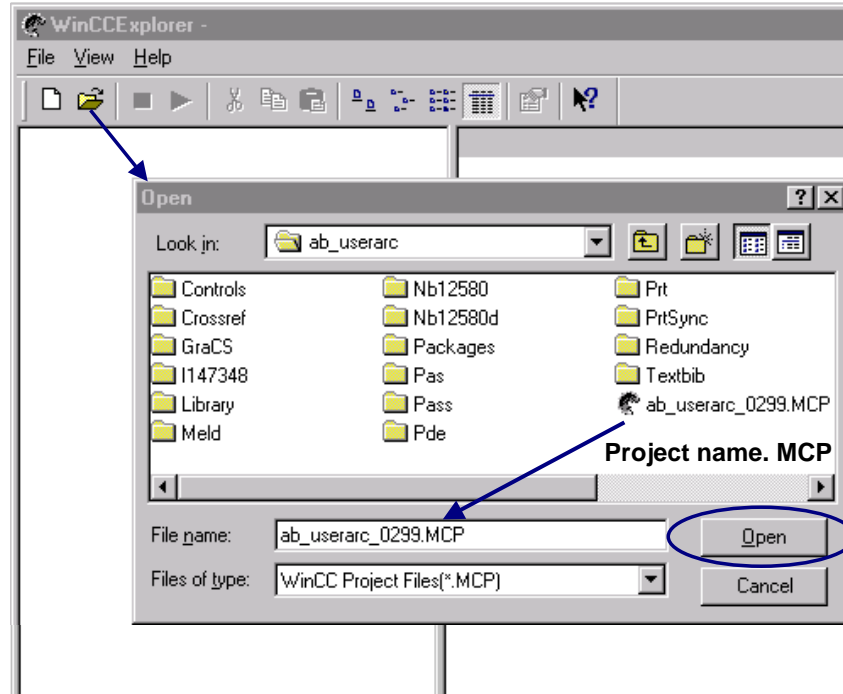 WinCCExplorer -
File View Help
Open
Look in: ab_userarc
Controls Nb12580 Prt
Crossref Nb12580d PrtSync
GraCS Packages Redundancy
I147348 Pas Textbib
Library Pass ab_userarc_0299.MCP
Meld Pde
Project name. MCP
File name: ab_userarc_0299.MCP Open
Files of type: WinCC Project Files(*.MCP) Cancel